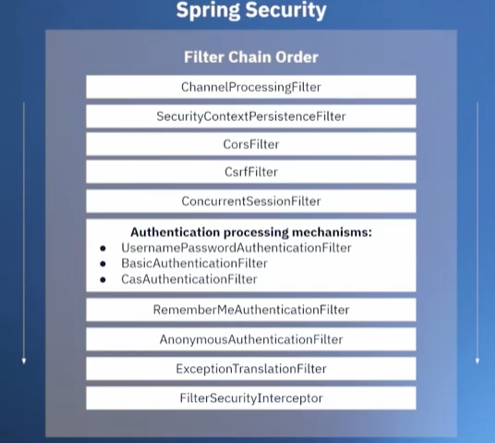 Spring Security
Filter Chain Order
ChannelProcessingFilter
SecurityContextPersistenceFilter
CorsFilter
CsrfFilter
ConcurrentSessionFilter
Authentication processing mechanisms:
● UsernamePasswordAuthenticationFilter
● BasicAuthenticationFilter
● CasAuthenticationFilter
RememberMeAuthenticationFilter
AnonymousAuthenticationFilter
ExceptionTranslationFilter
FilterSecurityInterceptor